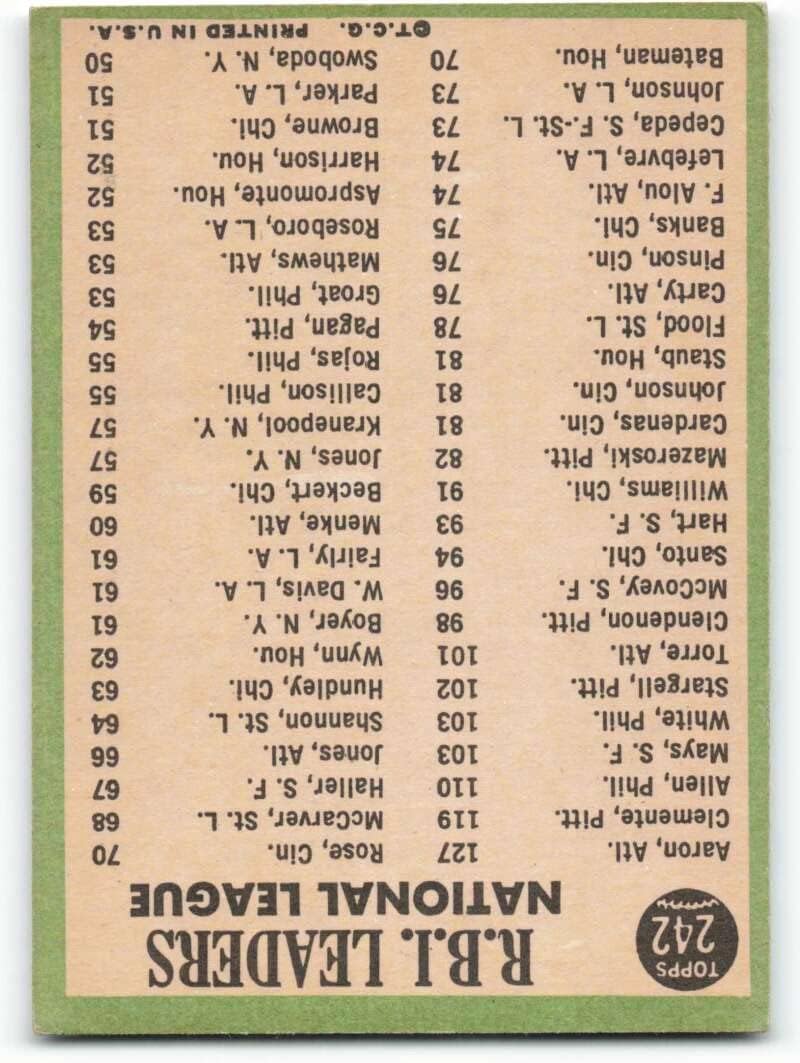 TOPPS
242
R.B.I. LEADERS
NATIONAL LEAGUE
Aaron, Atl. 127
Clemente, Pitt. 119
Allen, Phil. 110
Mays, S. F. 103
White, Phil. 103
Stargell, Pitt. 102
Torre, Atl. 101
Clendenon, Pitt. 98
McCovey, S. F. 96
Santo, Chi. 94
Hart, S. F. 93
Williams, Chi. 91
Mazeroski, Pitt. 82
Cardenas, Cin. 81
Johnson, Cin. 81
Staub, Hou. 81
Flood, St. L. 78
Carty, Atl. 76
Pinson, Cin. 76
Banks, Chi. 75
F. Alou, Atl. 74
Lefebvre, L. A. 74
Cepeda, S. F.-St. L. 73
Johnson, L. A. 73
Bateman, Hou. 70
Rose, Cin. 70
McCarver, St. L. 68
Haller, S. F. 67
Jones, Atl. 66
Shannon, St. L. 64
Hundley, Chi. 63
Wynn, Hou. 62
Boyer, N. Y. 61
W. Davis, L. A. 61
Fairly, L. A. 61
Menke, Atl. 60
Beckert, Chi. 59
Jones, N. Y. 57
Kranepool, N. Y. 57
Callison, Phil. 55
Rojas, Phil. 55
Pagan, Pitt. 54
Groat, Phil. 53
Mathews, Atl. 53
Roseboro, L. A. 53
Aspromonte, Hou. 52
Harrison, Hou. 52
Browne, Chi. 51
Parker, L. A. 51
Swoboda, N. Y. 50
©T.C.G. PRINTED IN U.S.A.